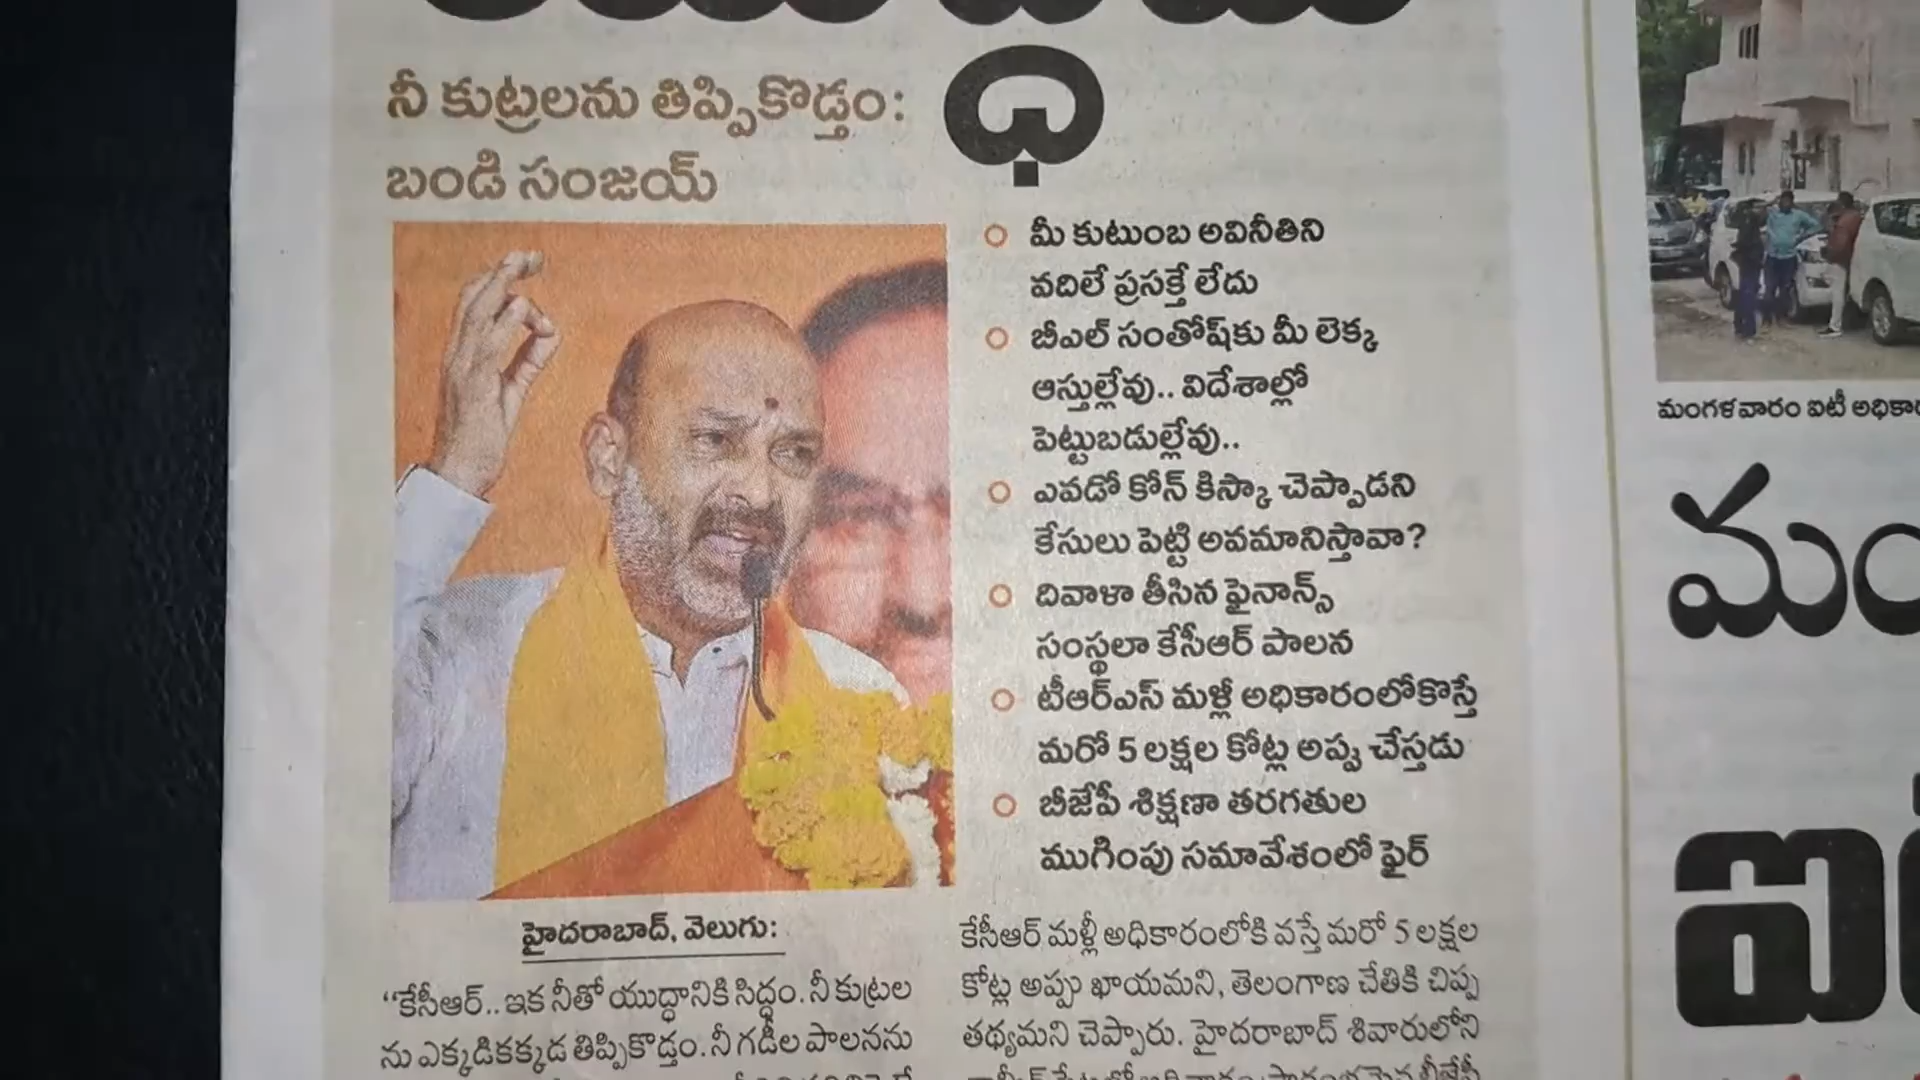 నీ కుట్రలను తిప్పికొడ్తం:
బండి సంజయ్
మీ కుటుంబ అవినీతిని
వదిలే ప్రసక్తే లేదు
బీఎల్ సంతోష్‌కు మీ లెక్క
ఆస్తుల్లేవు.. విదేశాల్లో
పెట్టుబడుల్లేవు..
ఎవడో కోన్ కిస్కా చెప్పాడని
కేసులు పెట్టి అవమానిస్తావా?
దివాళా తీసిన ఫైనాన్స్
సంస్థలా కేసీఆర్ పాలన
టీఆర్ఎస్ మళ్లీ అధికారంలోకొస్తే
మరో 5 లక్షల కోట్ల అప్పు చేస్తడు
బీజేపీ శిక్షణా తరగతుల
ముగింపు సమావేశంలో ఫైర్
హైదరాబాద్, వెలుగు:
“కేసీఆర్.. ఇక నీతో యుద్ధానికి సిద్ధం. నీ కుట్రల
ను ఎక్కడికక్కడ తిప్పికొడ్తం. నీ గడీల పాలనను
కేసీఆర్ మళ్లీ అధికారంలోకి వస్తే మరో 5 లక్షల
కోట్ల అప్పు ఖాయమని, తెలంగాణ చేతికి చిప్ప
తథ్యమని చెప్పారు. హైదరాబాద్ శివారులోని
మంగళవారం ఐటీ